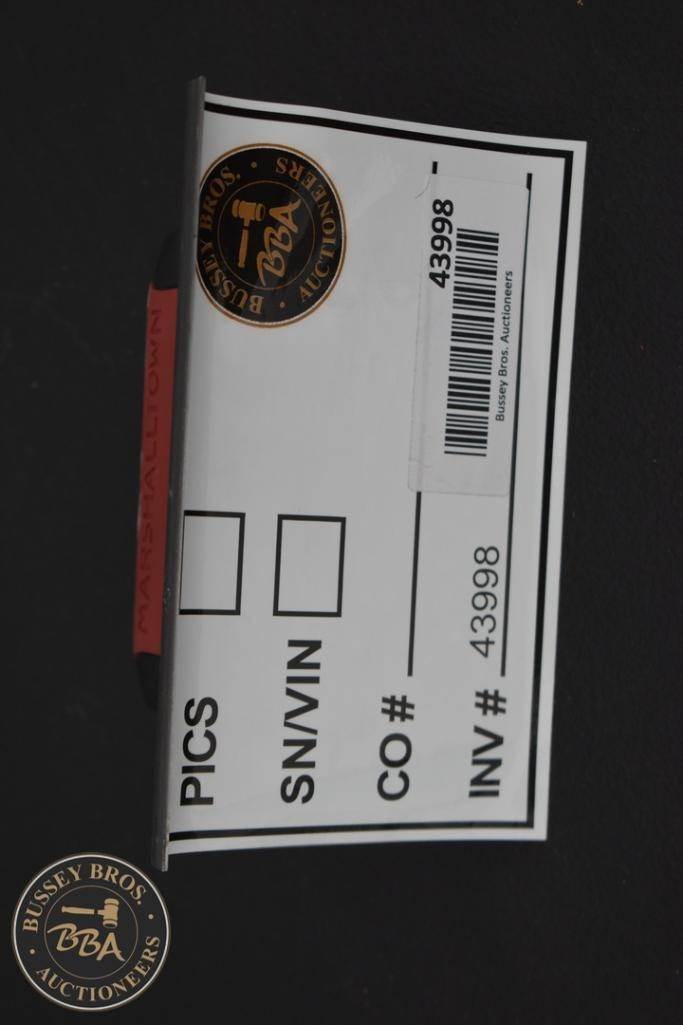 BUSSEY BROS.
AUCTIONEERS
BBA
PICS
SN/VIN
CO #
INV # 43998
43998
Bussey Bros. Auctioneers
MARSHALLTOWN
BUSSEY BROS.
BBA
AUCTIONEERS